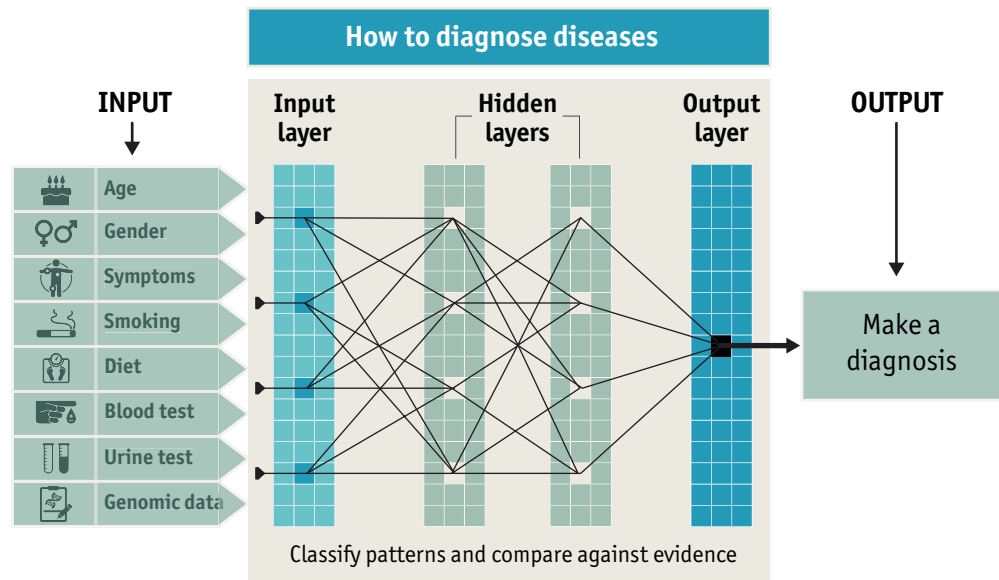 How to diagnose diseases
INPUT
Input
layer
Hidden
layers
Output
layer
OUTPUT
Age
Gender
Symptoms
Smoking
Diet
Blood test
Urine test
Genomic data
Make a
diagnosis
Classify patterns and compare against evidence